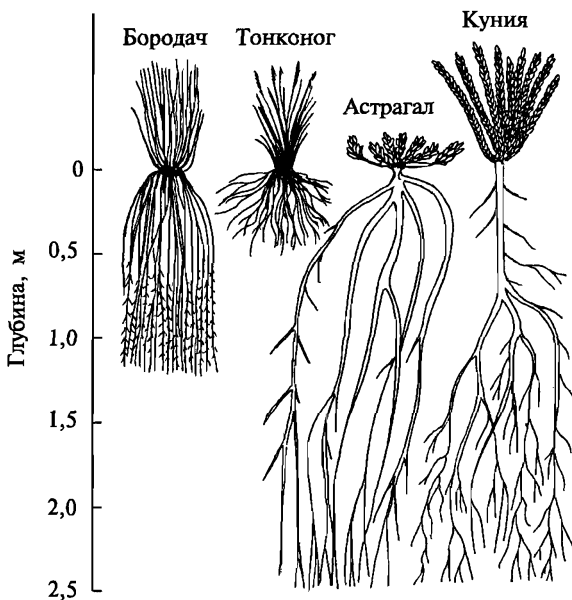 Куния
Бородач
Тонконог
Астрагал
Глубина, м
0
0,5
1,0
1,5
2,0
2,5